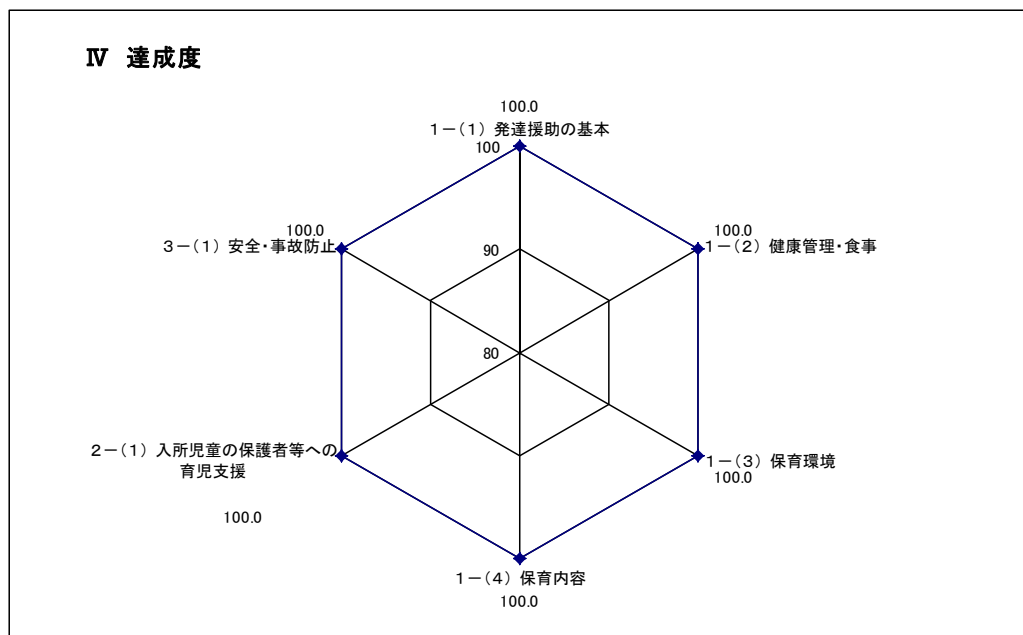 Ⅳ 達成度
100.0
1－(1) 発達援助の基本
100
100.0
3－(1) 安全・事故防止
100.0
1－(2) 健康管理・食事
90
80
2－(1) 入所児童の保護者等への
育児支援
100.0
1－(3) 保育環境
100.0
1－(4) 保育内容
100.0